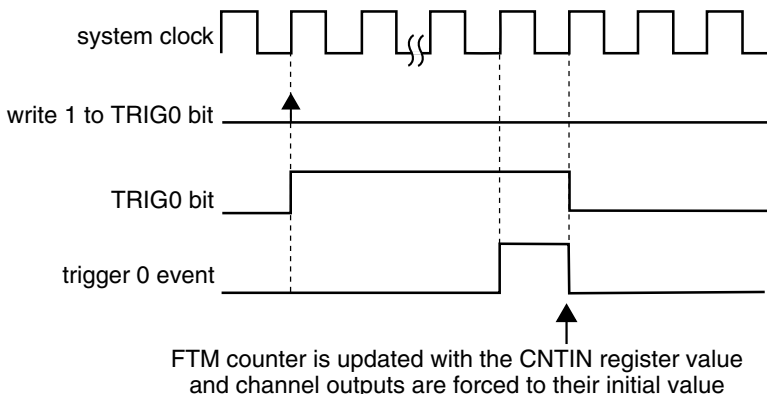 system clock
write 1 to TRIG0 bit
TRIG0 bit
trigger 0 event
FTM counter is updated with the CNTIN register value
and channel outputs are forced to their initial value